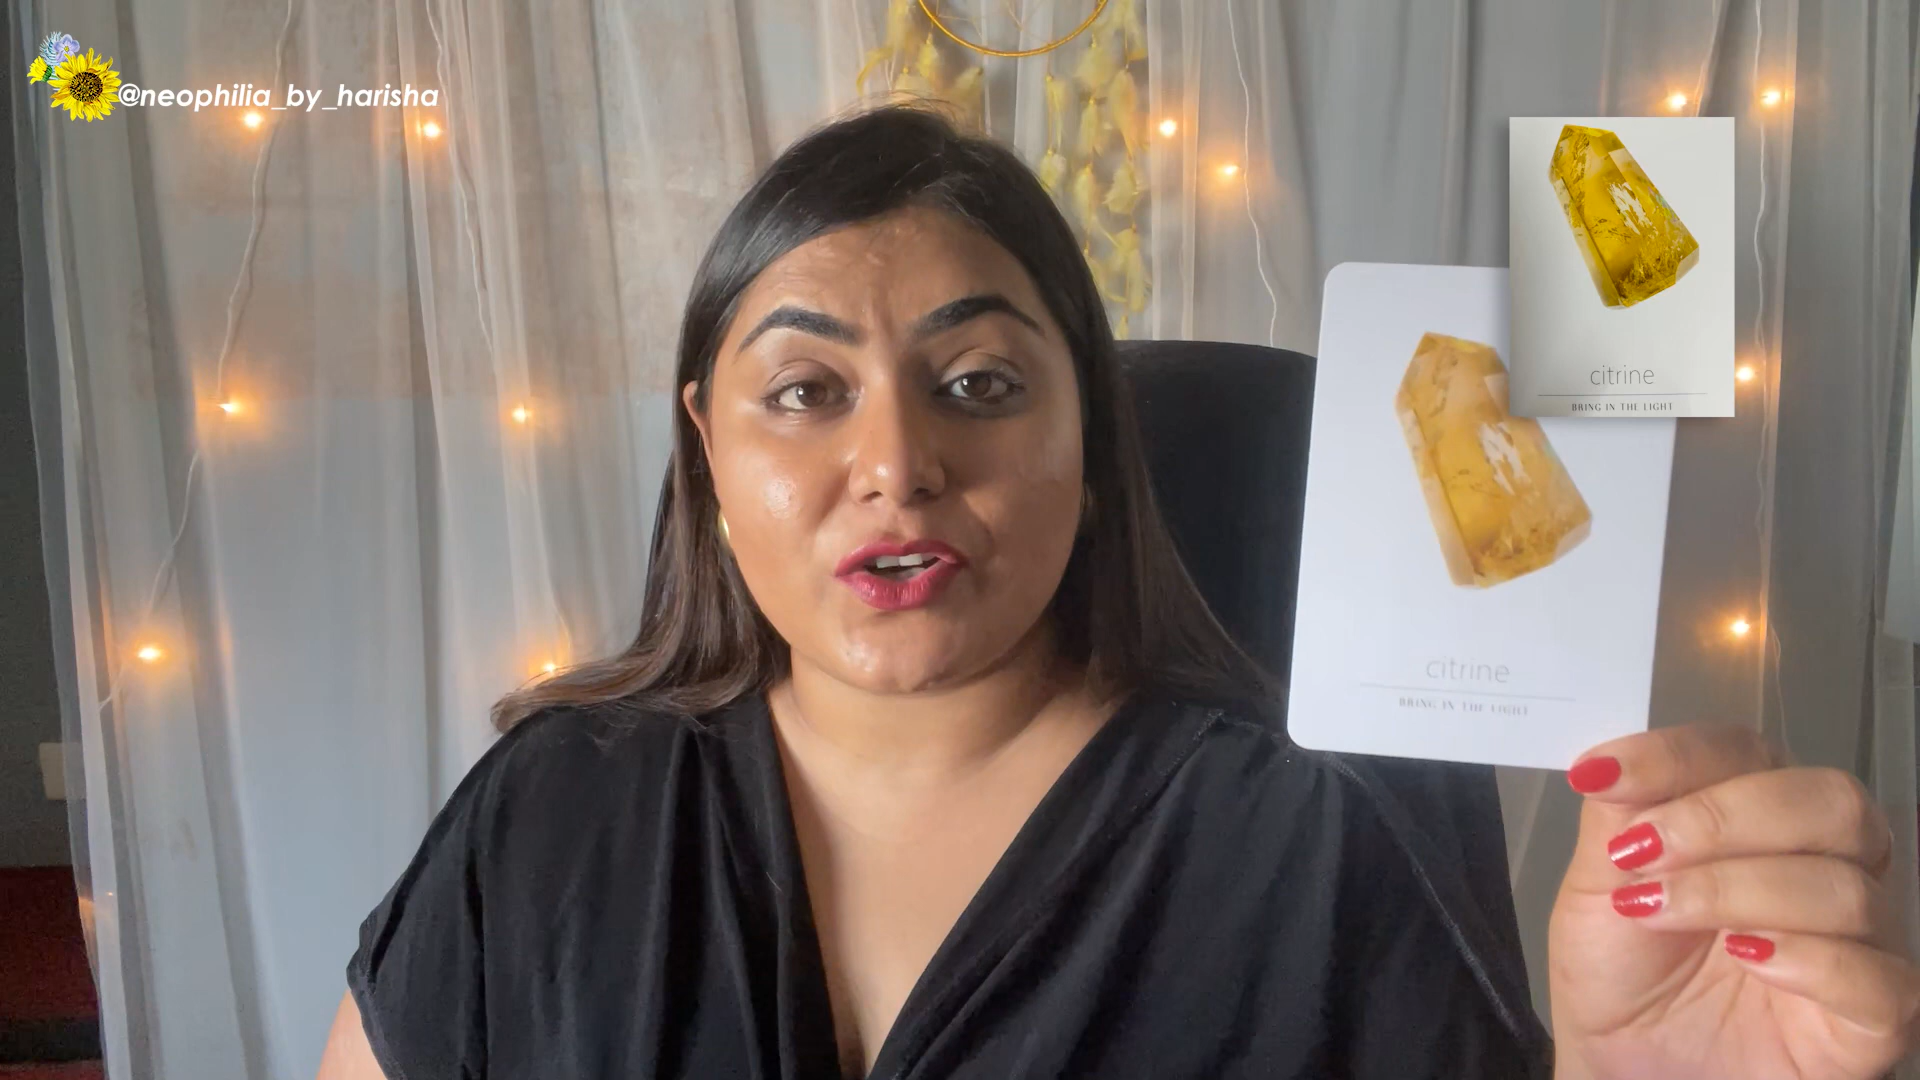 @neophilia_by_harisha
citrine
BRING IN THE LIGHT
citrine
BRING IN THE LIGHT